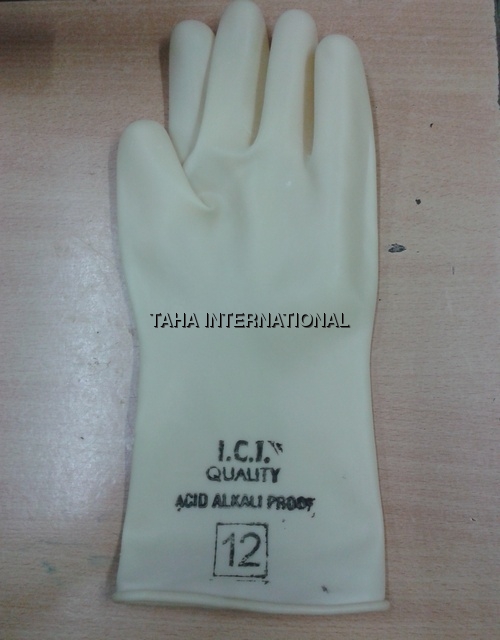 TAHA INTERNATIONAL
I.C.I."
QUALITY
ACID ALKALI PROOF
12